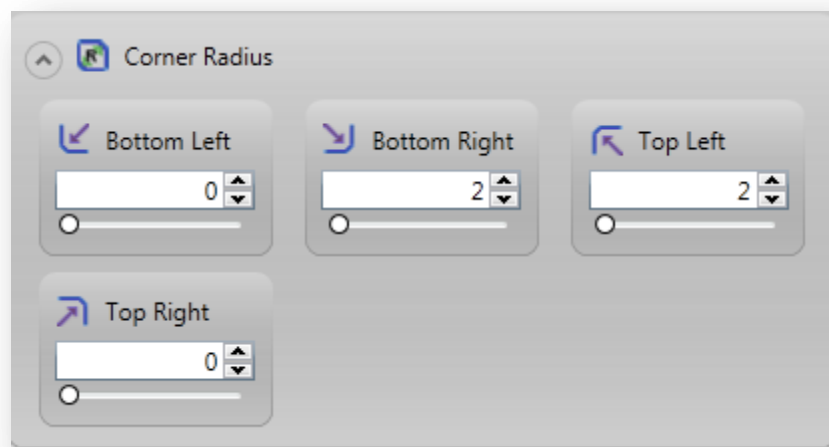 Corner Radius
Bottom Left
Bottom Right
Top Left
0
2
2
Top Right
0